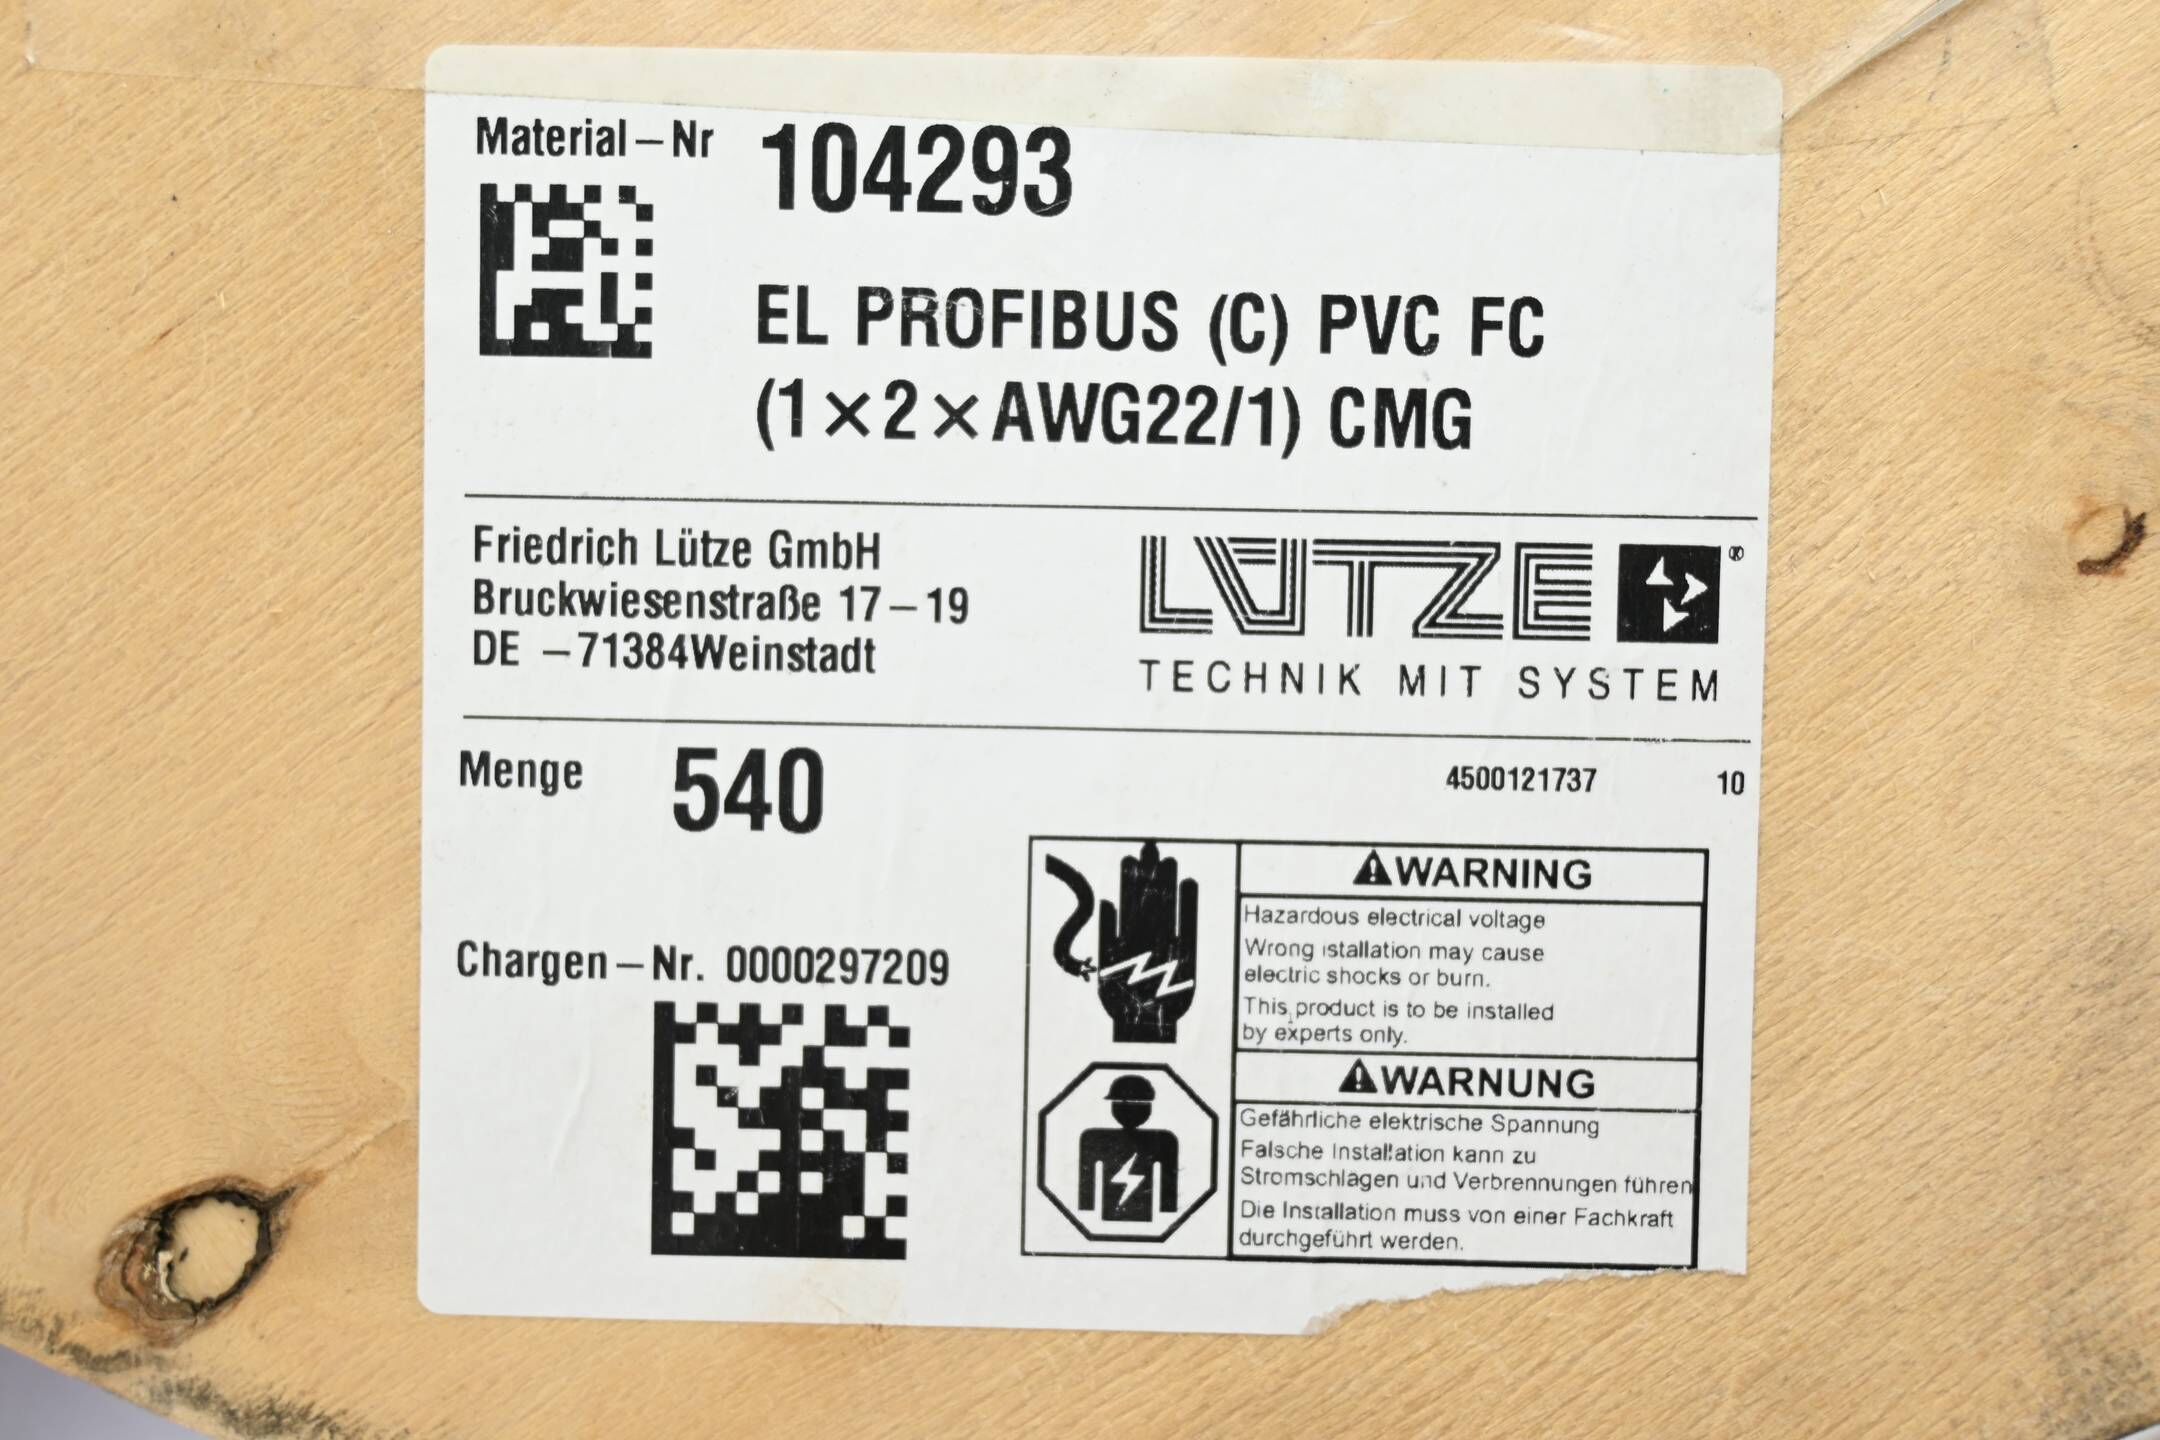 Material-Nr 104293
EL PROFIBUS (C) PVC FC
(1×2×AWG22/1) CMG
Friedrich Lütze GmbH
Bruckwiesenstraße 17-19
DE -71384Weinstadt
LÜTZE ®
TECHNIK MIT SYSTEM
Menge 540
4500121737 10
Chargen-Nr. 0000297209
WARNING
Hazardous electrical voltage
Wrong istallation may cause
electric shocks or burn.
This product is to be installed
by experts only.
WARNUNG
Gefährliche elektrische Spannung
Falsche Installation kann zu
Stromschlägen und Verbrennungen führen
Die Installation muss von einer Fachkraft
durchgeführt werden.